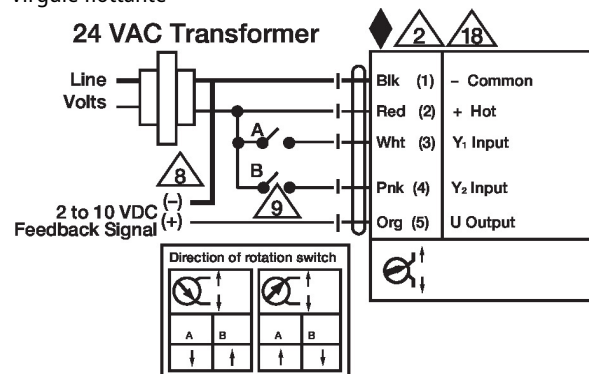 Virgule flottante
24 VAC Transformer
2 18
Line
Volts
Blk (1) – Common
Red (2) + Hot
A
Wht (3) Y₁ Input
B
Pnk (4) Y₂ Input
8
9
2 to 10 VDC (–)
Feedback Signal (+)
Org (5) U Output
Direction of rotation switch
A B A B